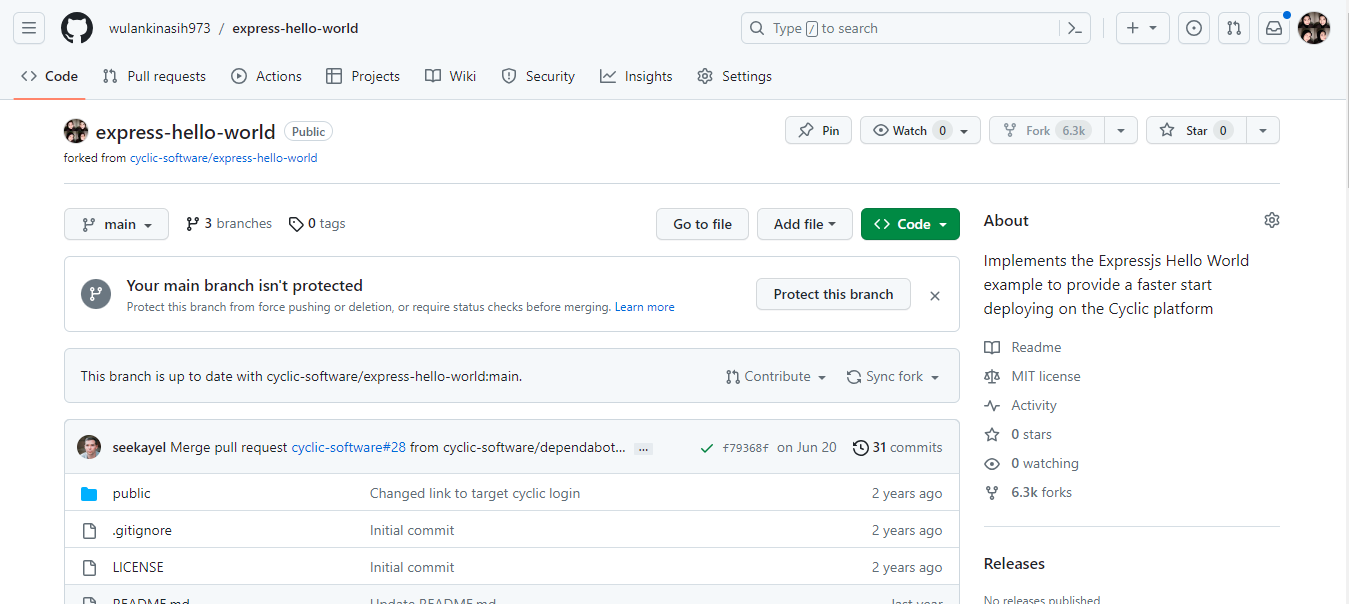 wulankinasih973 / express-hello-world
Type / to search
Code
Pull requests
Actions
Projects
Wiki
Security
Insights
Settings
express-hello-world Public
forked from cyclic-software/express-hello-world
Pin
Watch 0
Fork 6.3k
Star 0
main
3 branches
0 tags
Go to file
Add file
Code
Your main branch isn't protected
Protect this branch from force pushing or deletion, or require status checks before merging. Learn more
Protect this branch
This branch is up to date with cyclic-software/express-hello-world:main.
Contribute
Sync fork
seekayel Merge pull request cyclic-software#28 from cyclic-software/dependabot... ...
f79368f on Jun 20
31 commits
public Changed link to target cyclic login 2 years ago
.gitignore Initial commit 2 years ago
LICENSE Initial commit 2 years ago
README.md Update README.md last year
About
Implements the Expressjs Hello World
example to provide a faster start
deploying on the Cyclic platform
Readme
MIT license
Activity
0 stars
0 watching
6.3k forks
Releases
No releases published